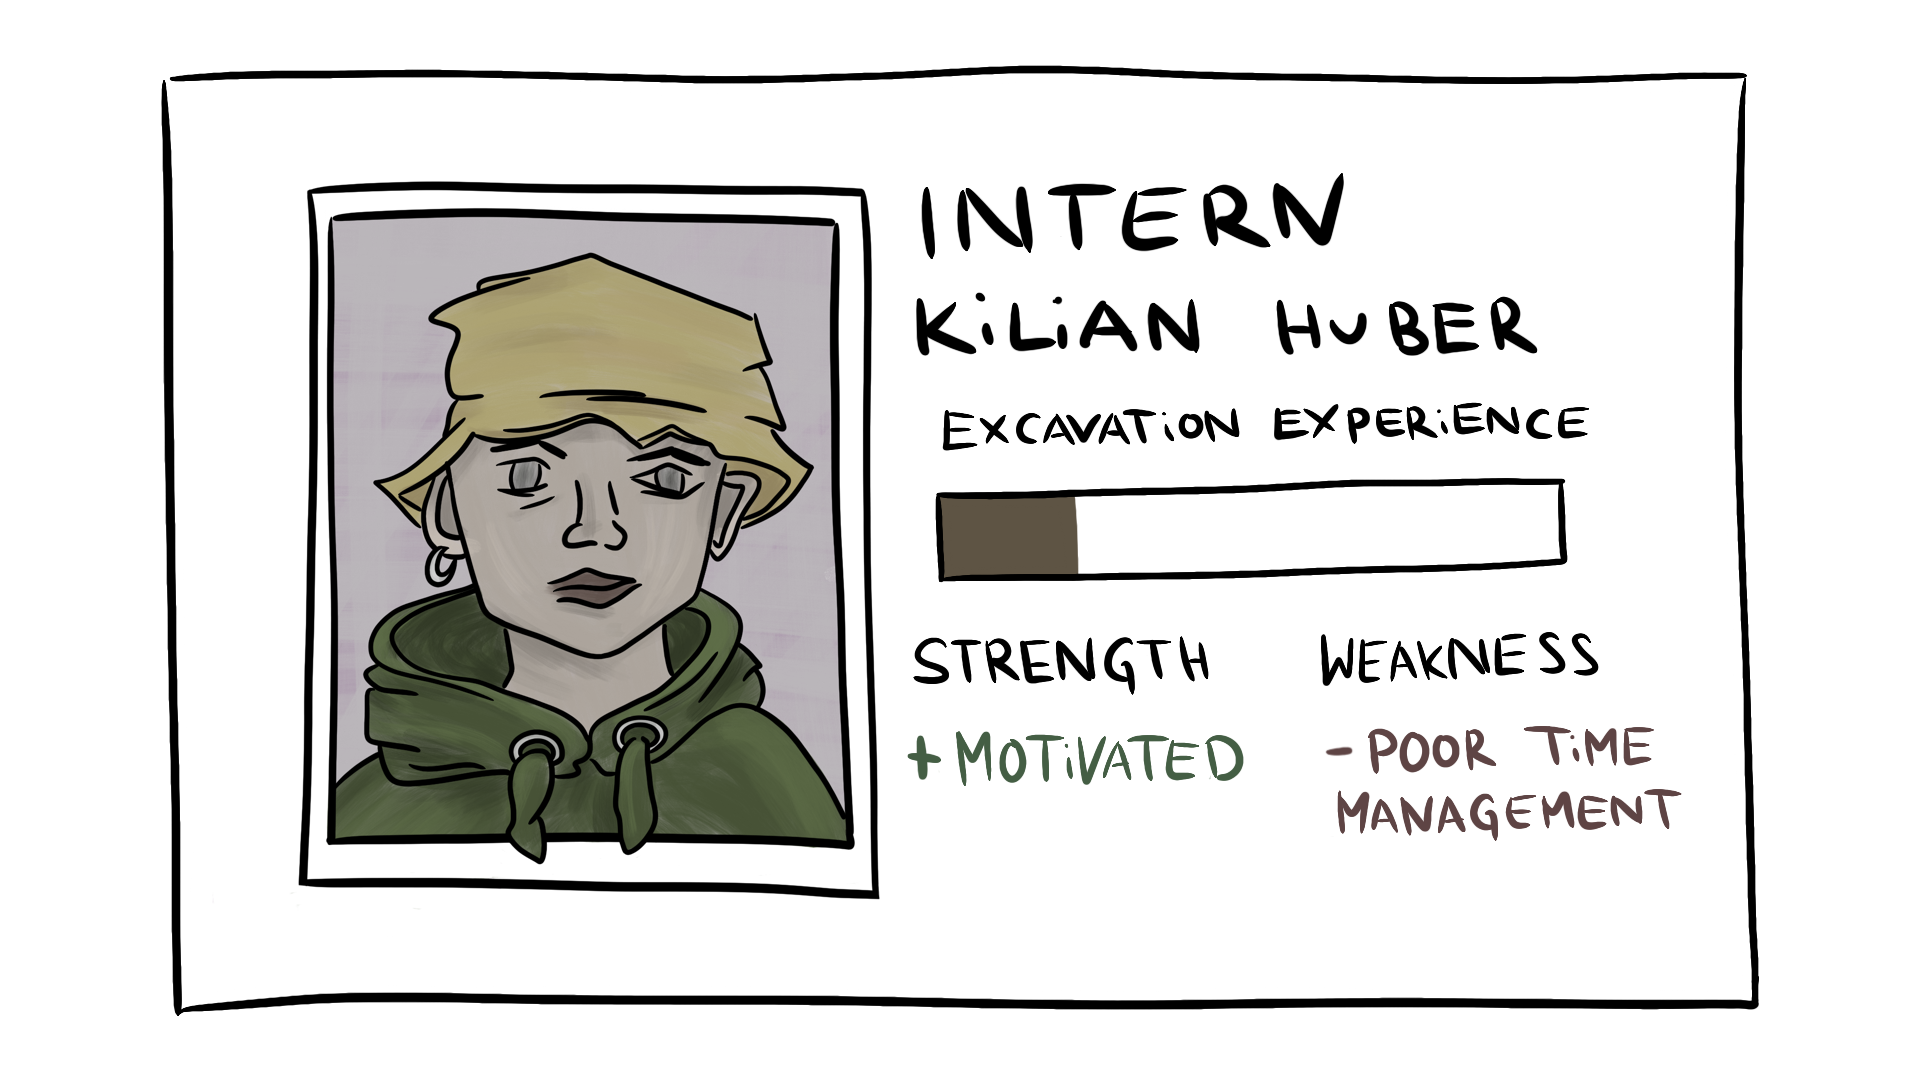 INTERN
KiLiAN HuBER
EXCAVATiON EXPERiENCE
STRENGTH WEAKNESS
+ MOTiVATED - POOR TiME
MANAGEMENT